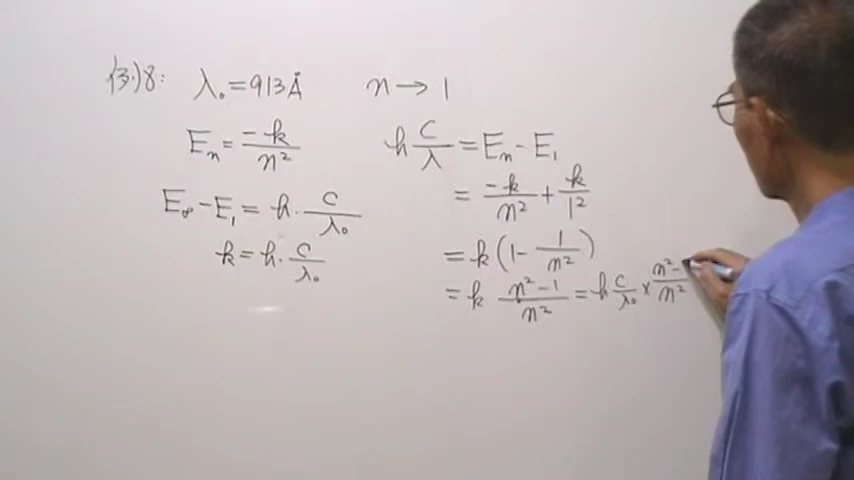 例)8: λ₀=913Å n→1
Eₙ=-k/n²
E∞-E₁=h·c/λ₀
k=h·c/λ₀
h c/λ=Eₙ-E₁
=-k/n²+k/1²
=k(1-1/n²)
=k n²-1/n²=h c/λ₀×n²-/n²